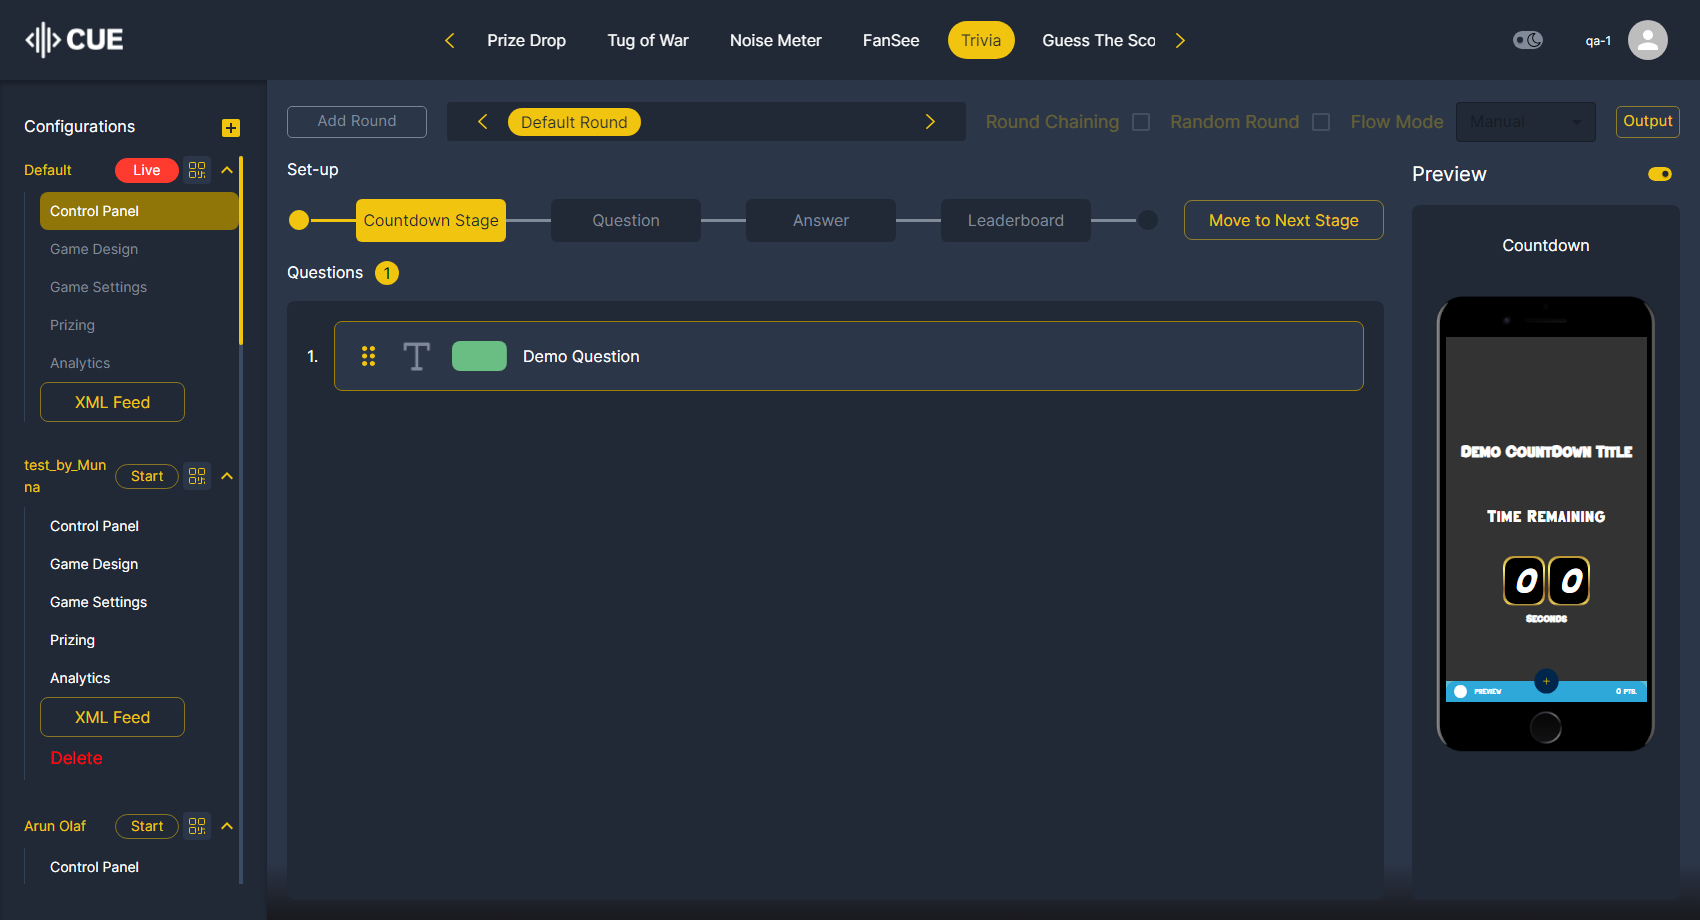 CUE
Prize Drop
Tug of War
Noise Meter
FanSee
Trivia
Guess The Sco
qa-1
Configurations
Default
Live
Control Panel
Game Design
Game Settings
Prizing
Analytics
XML Feed
test_by_Mun
na
Start
Control Panel
Game Design
Game Settings
Prizing
Analytics
XML Feed
Delete
Arun Olaf
Start
Control Panel
Add Round
Default Round
Round Chaining
Random Round
Flow Mode
Manual
Output
Set-up
Countdown Stage
Question
Answer
Leaderboard
Move to Next Stage
Questions 1
1.
T
Demo Question
Preview
Countdown
Demo CountDown Title
Time Remaining
0 0
Seconds
PREVIEW
0 PTS.